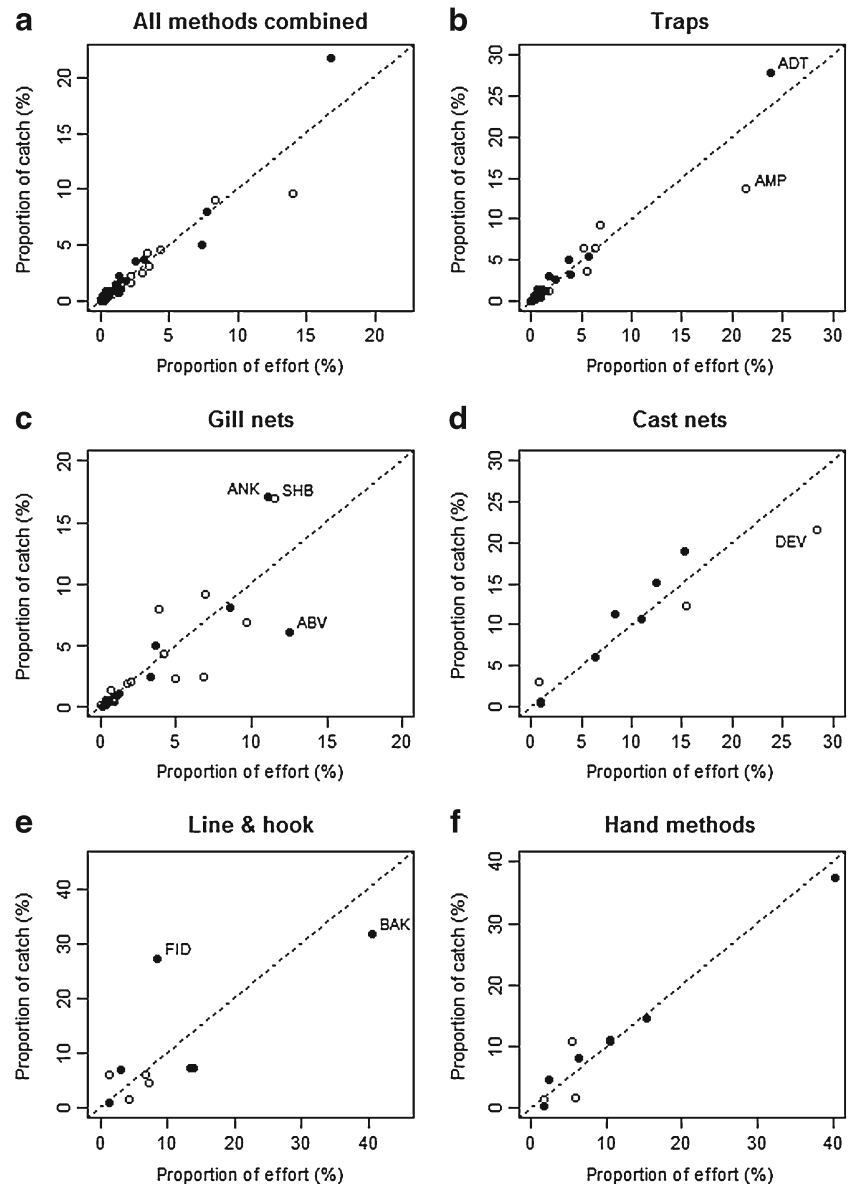 a
All methods combined
Proportion of catch (%)
20
15
10
5
0
0 5 10 15 20
Proportion of effort (%)
b
Traps
Proportion of catch (%)
30
25
20
15
10
5
0
ADT
AMP
0 5 10 15 20 25 30
Proportion of effort (%)
c
Gill nets
Proportion of catch (%)
20
15
10
5
0
ANK SHB
ABV
0 5 10 15 20
Proportion of effort (%)
d
Cast nets
Proportion of catch (%)
30
25
20
15
10
5
0
DEV
0 5 10 15 20 25 30
Proportion of effort (%)
e
Line & hook
Proportion of catch (%)
40
30
20
10
0
FID
BAK
0 10 20 30 40
Proportion of effort (%)
f
Hand methods
Proportion of catch (%)
40
30
20
10
0
0 10 20 30 40
Proportion of effort (%)